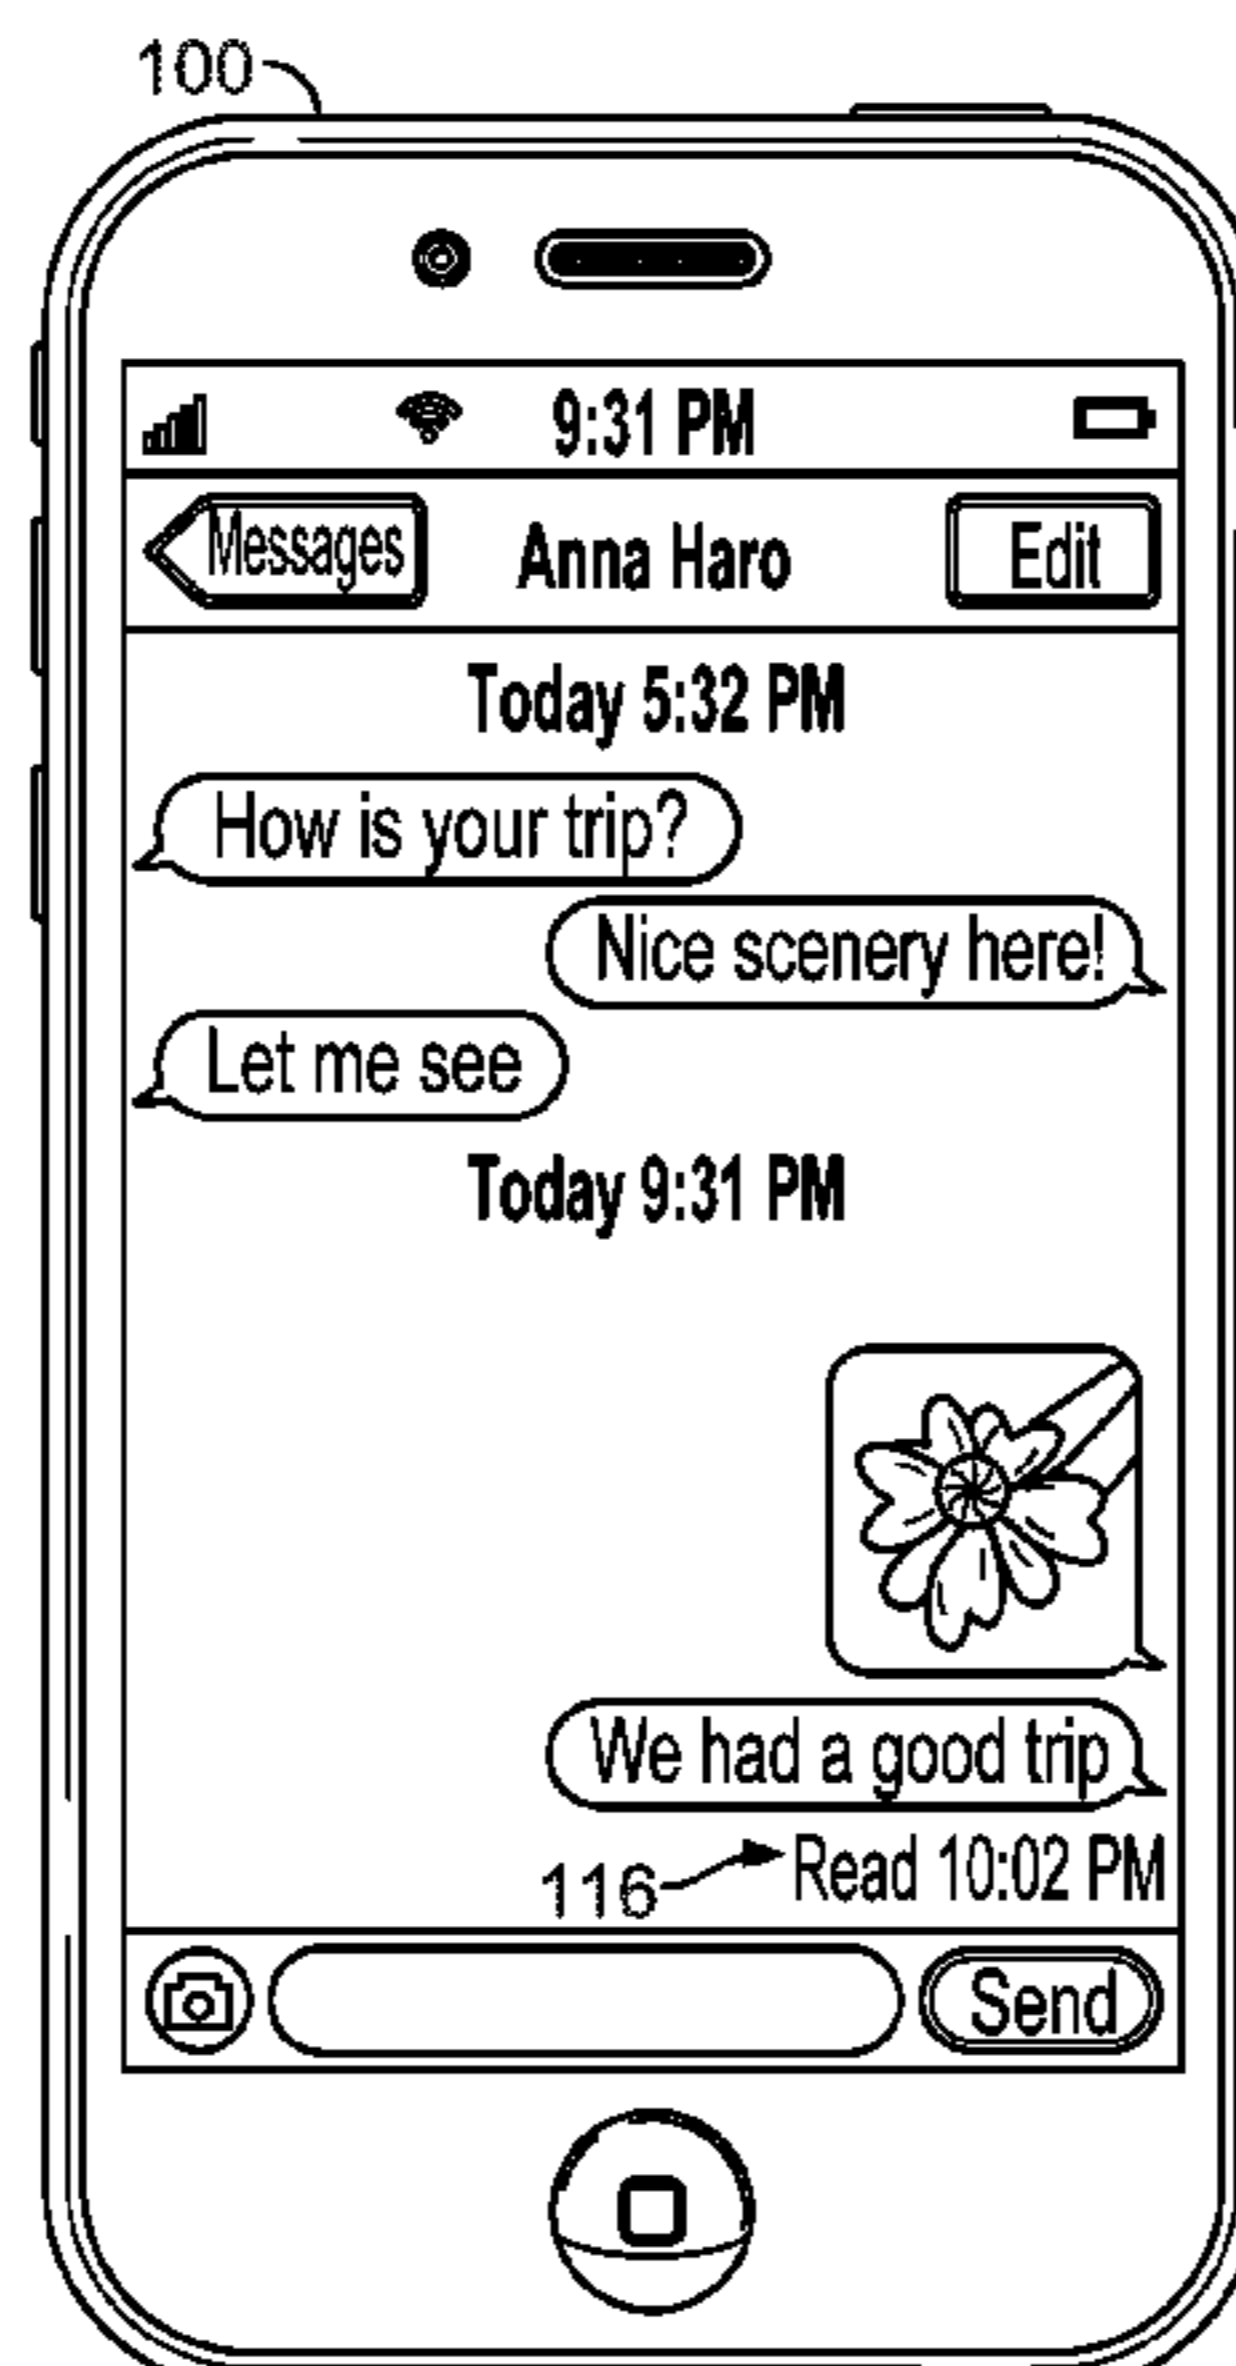 100
9:31 PM
Messages Anna Haro Edit
Today 5:32 PM
How is your trip?
Nice scenery here!
Let me see
Today 9:31 PM
We had a good trip
116 Read 10:02 PM
Send